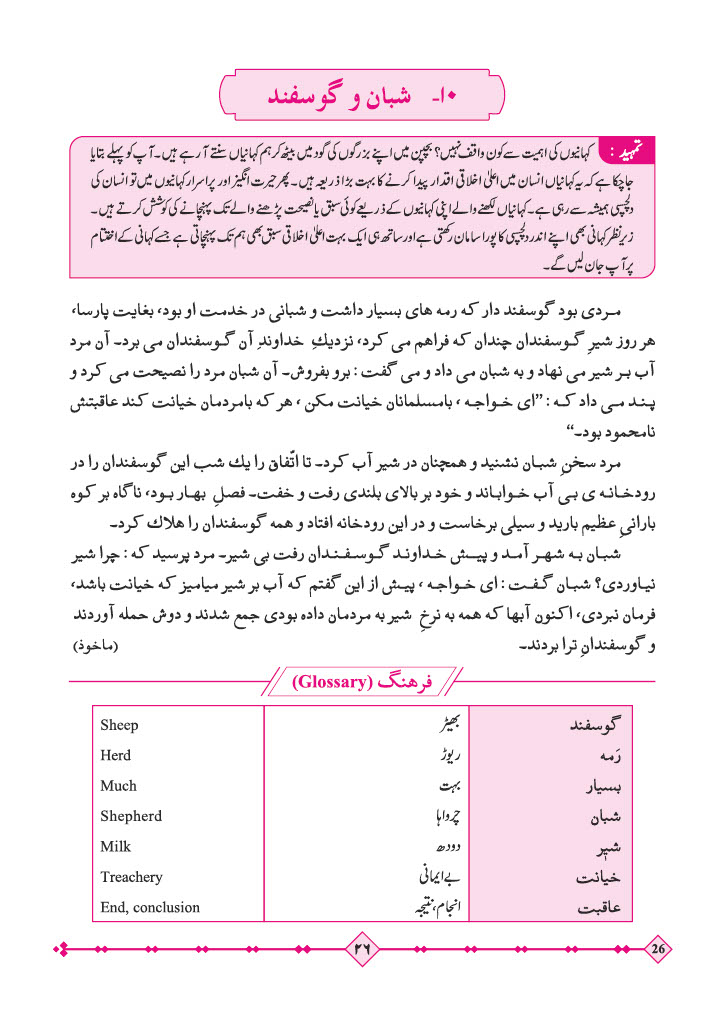 ۱۰- شبان و گوسفند
تمہید : کہانیوں کی اہمیت سے کون واقف نہیں؟ بچپن میں اپنے بزرگوں کی گود میں بیٹھ کر ہم کہانیاں سنتے آ رہے ہیں۔ آپ کو پہلے بتایا
جا چکا ہے کہ یہ کہانیاں انسان میں اعلیٰ اخلاقی اقدار پیدا کرنے کا بہت بڑا ذریعہ ہیں۔ پھر حیرت انگیز اور پراسرار کہانیوں میں تو انسان کی
دلچسپی ہمیشہ سے رہی ہے۔ کہانیاں لکھنے والے اپنی کہانیوں کے ذریعے کوئی سبق یا نصیحت پڑھنے والے تک پہنچانے کی کوشش کرتے ہیں۔
زیرِ نظر کہانی بھی اپنے اندر دلچسپی کا پورا سامان رکھتی ہے اور ساتھ ہی ایک بہت اعلیٰ اخلاقی سبق بھی ہم تک پہنچاتی ہے جسے کہانی کے اختتام
پر آپ جان لیں گے۔
مردی بود گوسفند دار که رمه های بسیار داشت و شبانی در خدمت او بود، بغایت پارسا،
هر روز شیرِ گوسفندان چندان که فراهم می کرد، نزدیكِ خداوندِ آن گوسفندان می برد۔ آن مرد
آب بر شیر می نهاد و به شبان می داد و می گفت : برو بفروش۔ آن شبان مرد را نصیحت می کرد و
پند می داد که : ”ای خواجه ، بامسلمانان خیانت مکن ، هر که بامردمان خیانت کند عاقبتش
نامحمود بود۔“
مرد سخنِ شبان نشنید و همچنان در شیر آب کرد۔ تا اتّفاق را یك شب این گوسفندان را در
رودخانه ی بی آب خواباند و خود بر بالای بلندی رفت و خفت۔ فصلِ بهار بود، ناگاه بر کوه
بارانیِ عظیم بارید و سیلی برخاست و در این رودخانه افتاد و همه گوسفندان را هلاك کرد۔
شبان به شهر آمد و پیش خداوند گوسفندان رفت بی شیر۔ مرد پرسید که : چرا شیر
نیاوردی؟ شبان گفت : ای خواجه ، پیش از این گفتم که آب بر شیر میامیز که خیانت باشد،
فرمان نبردی، اکنون آبها که همه به نرخِ شیر به مردمان داده بودی جمع شدند و دوش حمله آوردند
و گوسفندانِ ترا بردند۔ (ماخوذ)
فرهنگ (Glossary)
گوسفند بھیڑ Sheep
رَمه ریوڑ Herd
بسیار بہت Much
شبان چرواہا Shepherd
شیر دودھ Milk
خیانت بے ایمانی Treachery
عاقبت انجام، نتیجہ End, conclusion
۲۶ 26